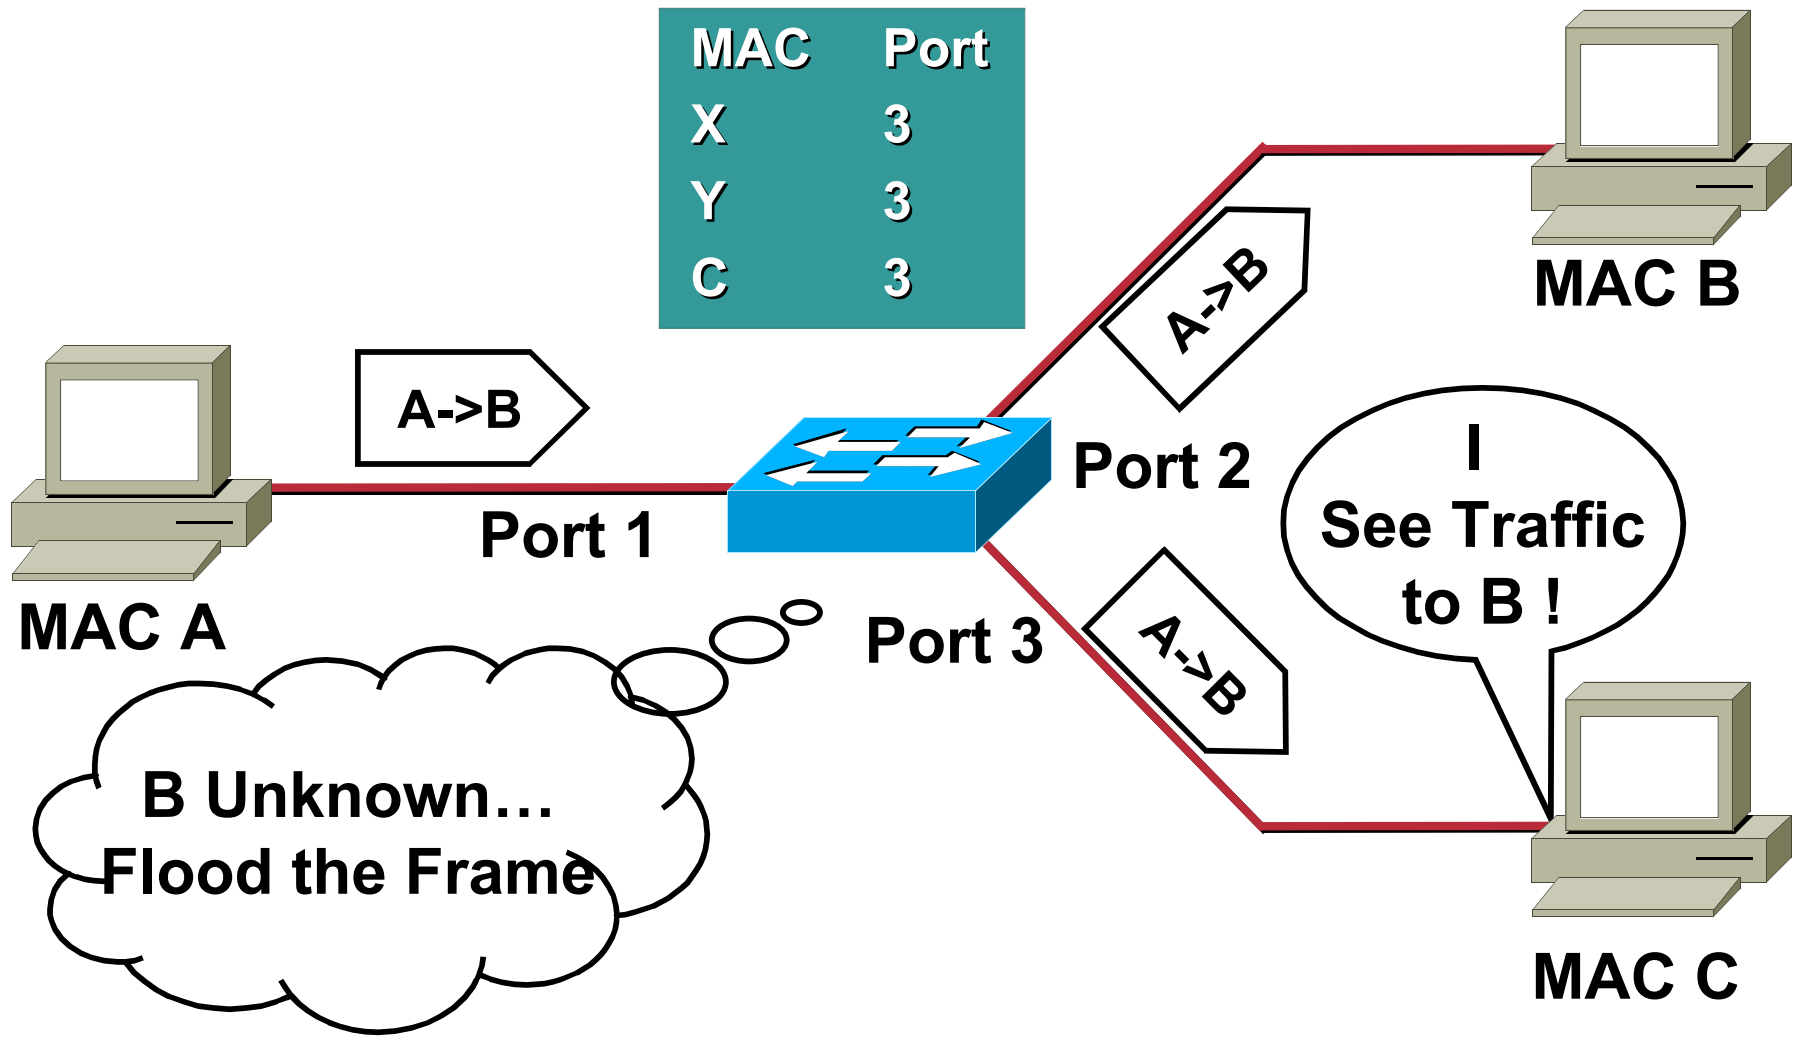 MAC Port
X 3
Y 3
C 3
MAC B
A->B
A->B
Port 1
Port 2
I
See Traffic
to B !
MAC A
Port 3
A->B
B Unknown…
Flood the Frame
MAC C